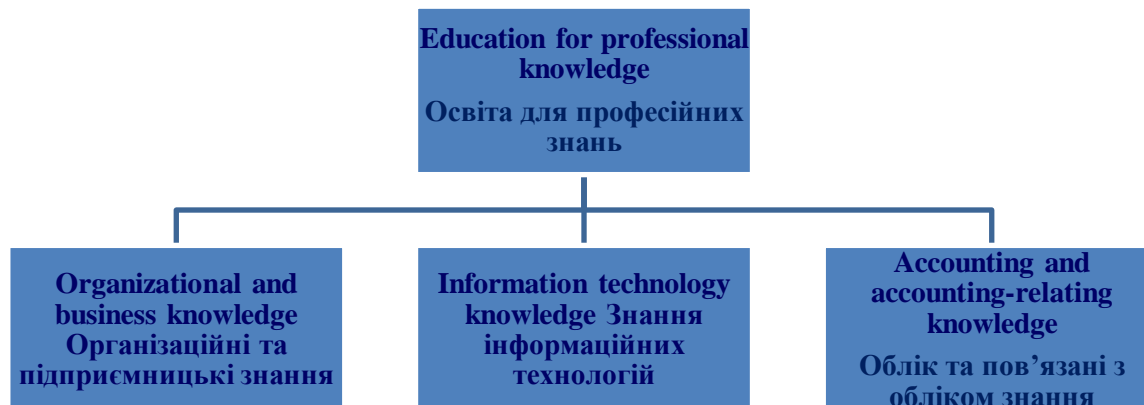 Education for professional
knowledge
Освіта для професійних
знань
Organizational and
business knowledge
Організаційні та
підприємницькі знання
Information technology
knowledge Знання
інформаційних
технологій
Accounting and
accounting-relating
knowledge
Облік та пов’язані з
обліком знання